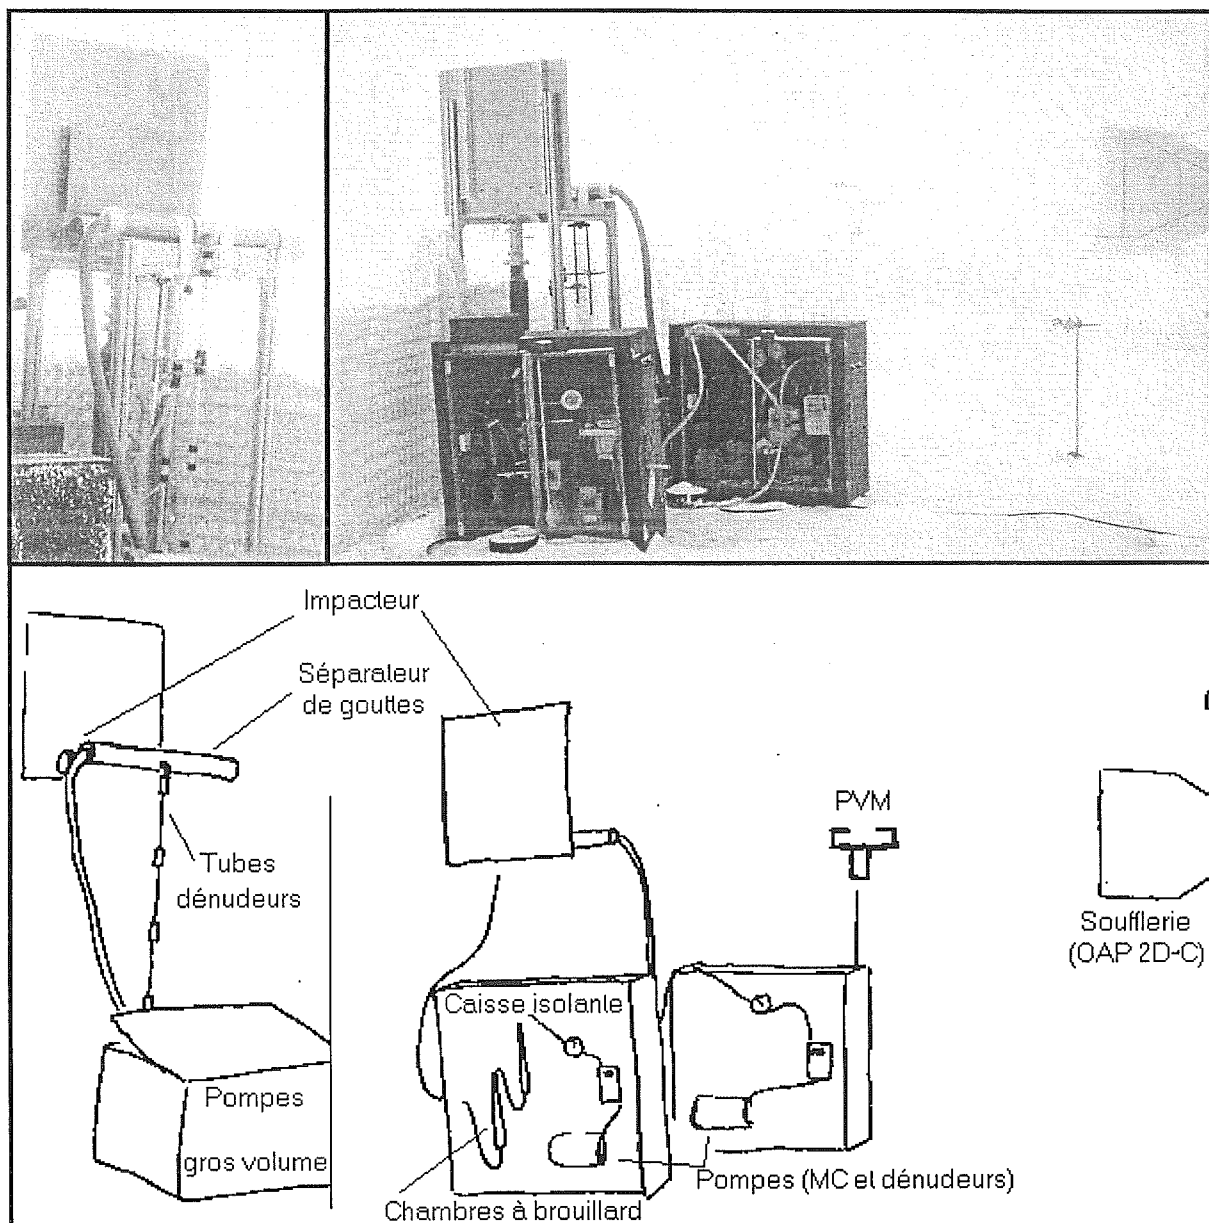 Impacteur
Séparateur
de gouttes
PVM
Tubes
dénudeurs
Soufflerie
(OAP 2D-C)
Caisse isolante
Pompes
gros volume
Pompes (MC et dénudeurs)
Chambres à brouillard